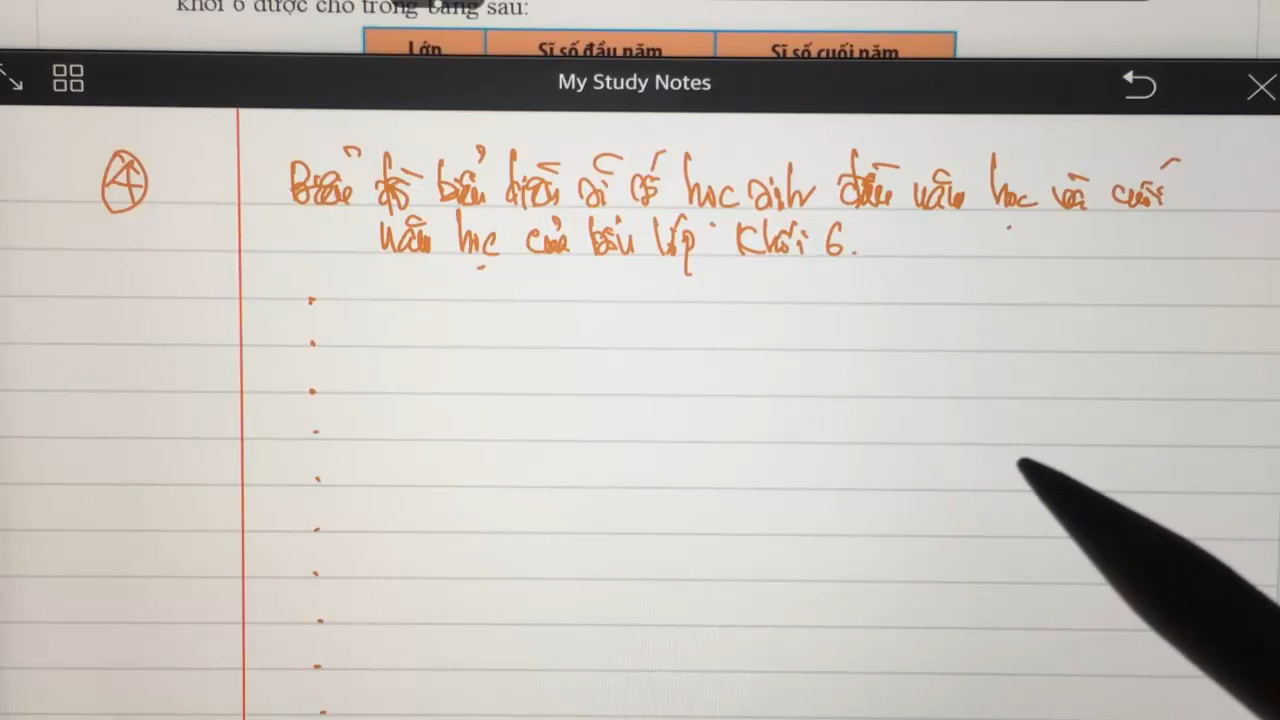 khối 6 được cho trong bảng sau:
Lớp Sĩ số đầu năm Sĩ số cuối năm
My Study Notes
4 Biểu đồ biểu diễn sĩ số học sinh đầu năm học và cuối
năm học của bốn lớp khối 6.